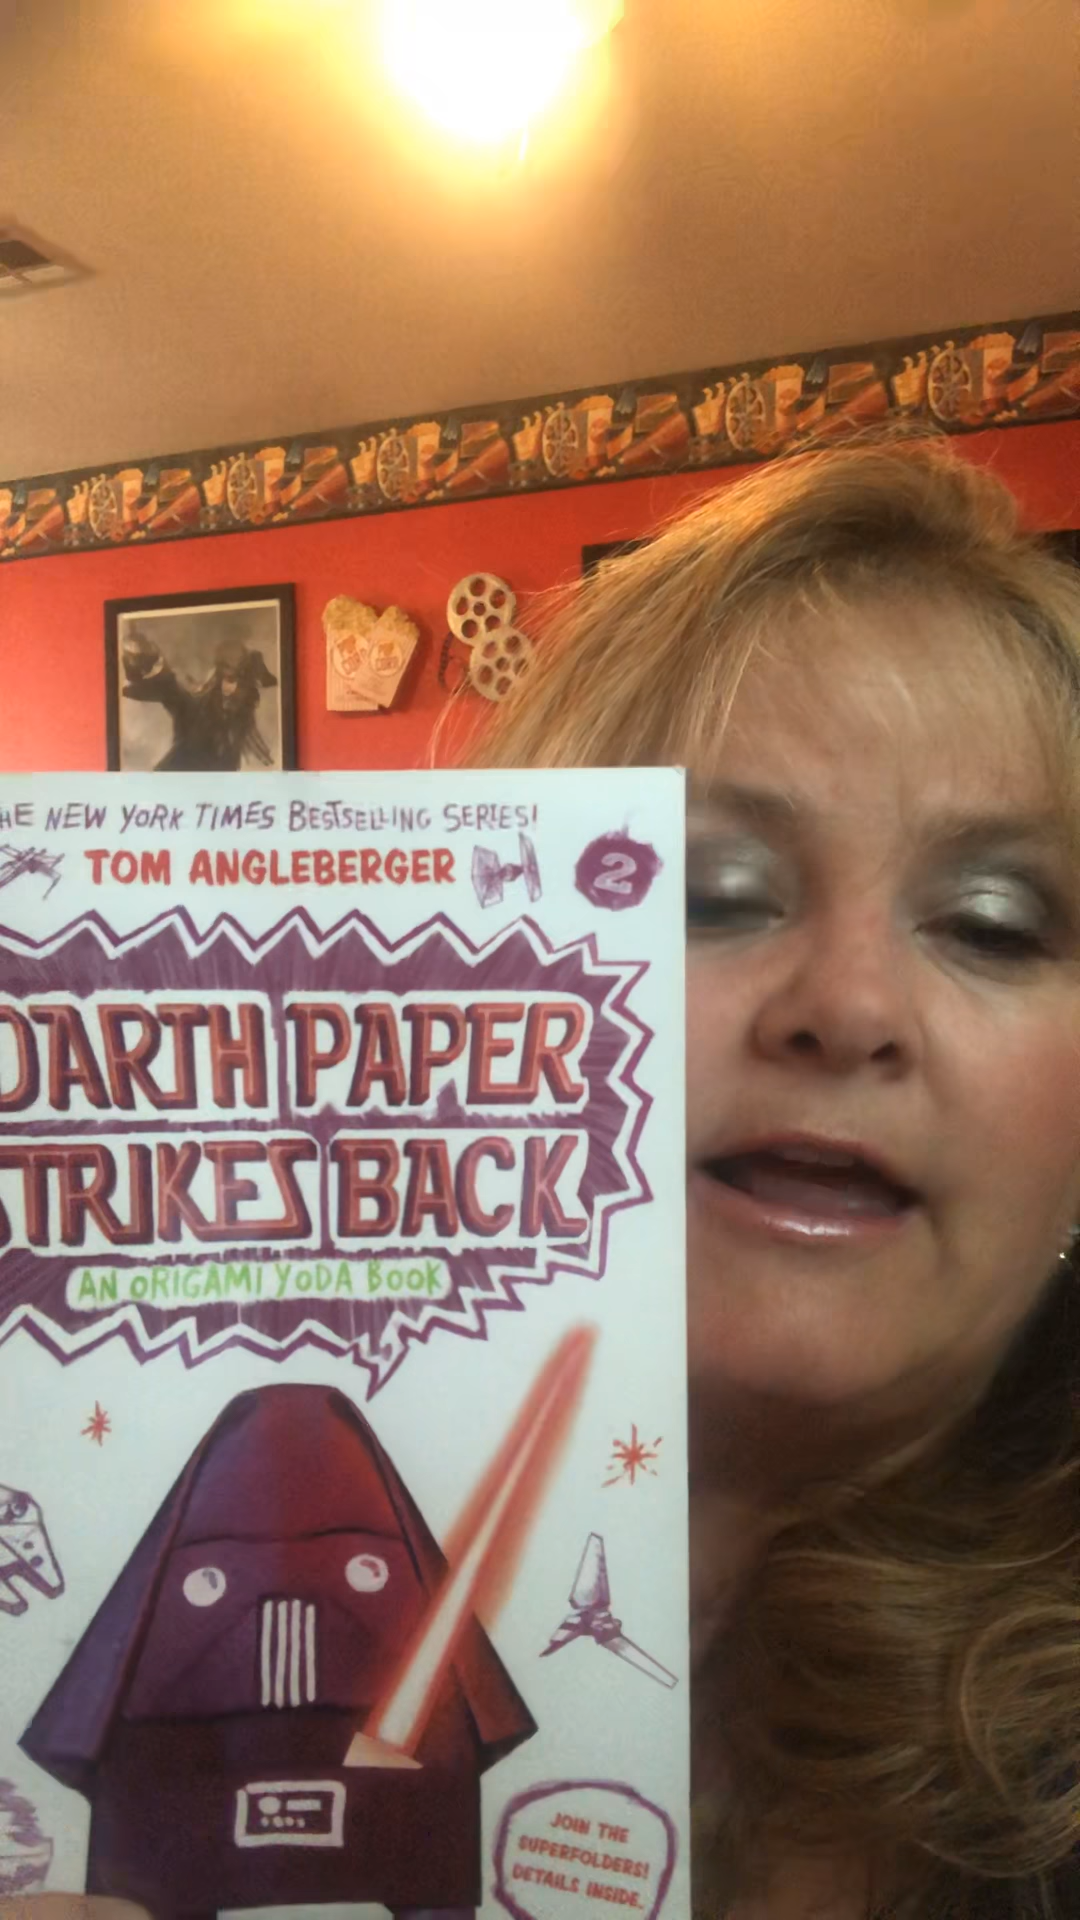 HE NEW YORK TIMES BESTSELLING SERIES!
TOM ANGLEBERGER
2
DARTH PAPER
STRIKES BACK
AN ORIGAMI YODA BOOK
JOIN THE
SUPERFOLDERS!
DETAILS INSIDE.